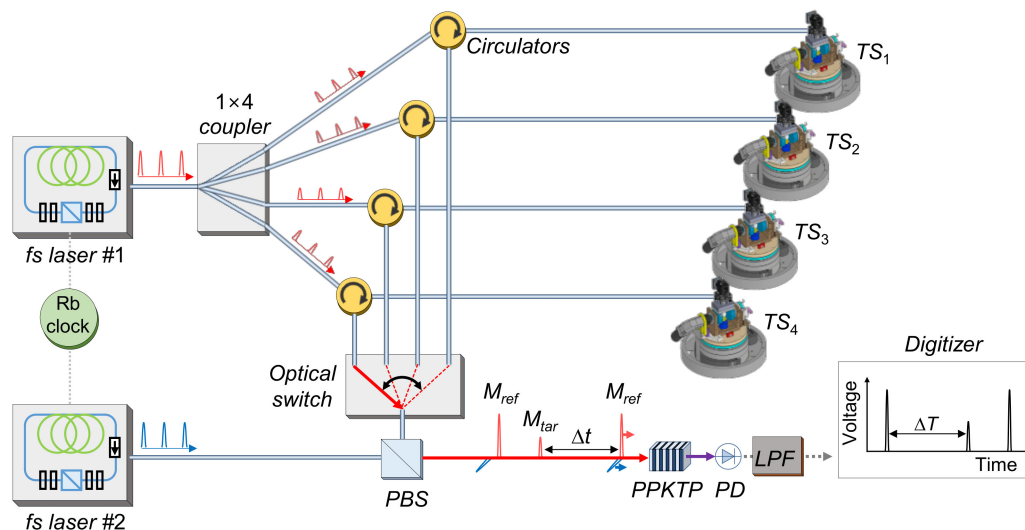 Circulators
TS1
1×4
coupler
TS2
TS3
fs laser #1
Rb
clock
TS4
Optical
switch
Digitizer
Mref
Mtar
Mref
Δt
Voltage
ΔT
Time
PBS
PPKTP
PD
LPF
fs laser #2